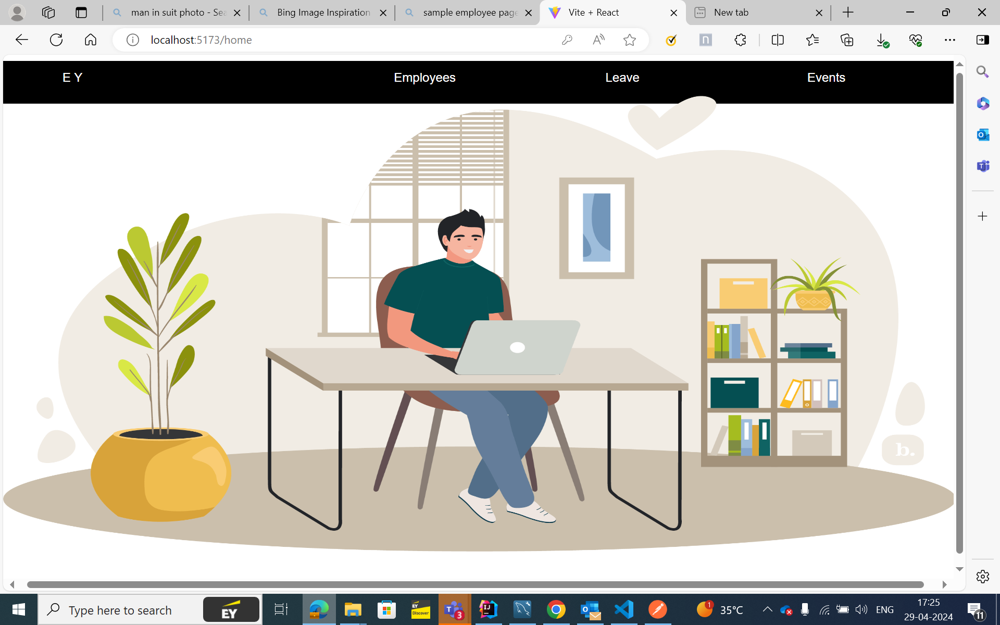 man in suit photo - Sea
Bing Image Inspiration
sample employee page
Vite + React
New tab
localhost:5173/home
E Y
Employees
Leave
Events
b.
Type here to search
EY
EY
Discover
3
1
35°C
ENG
17:25
29-04-2024
11